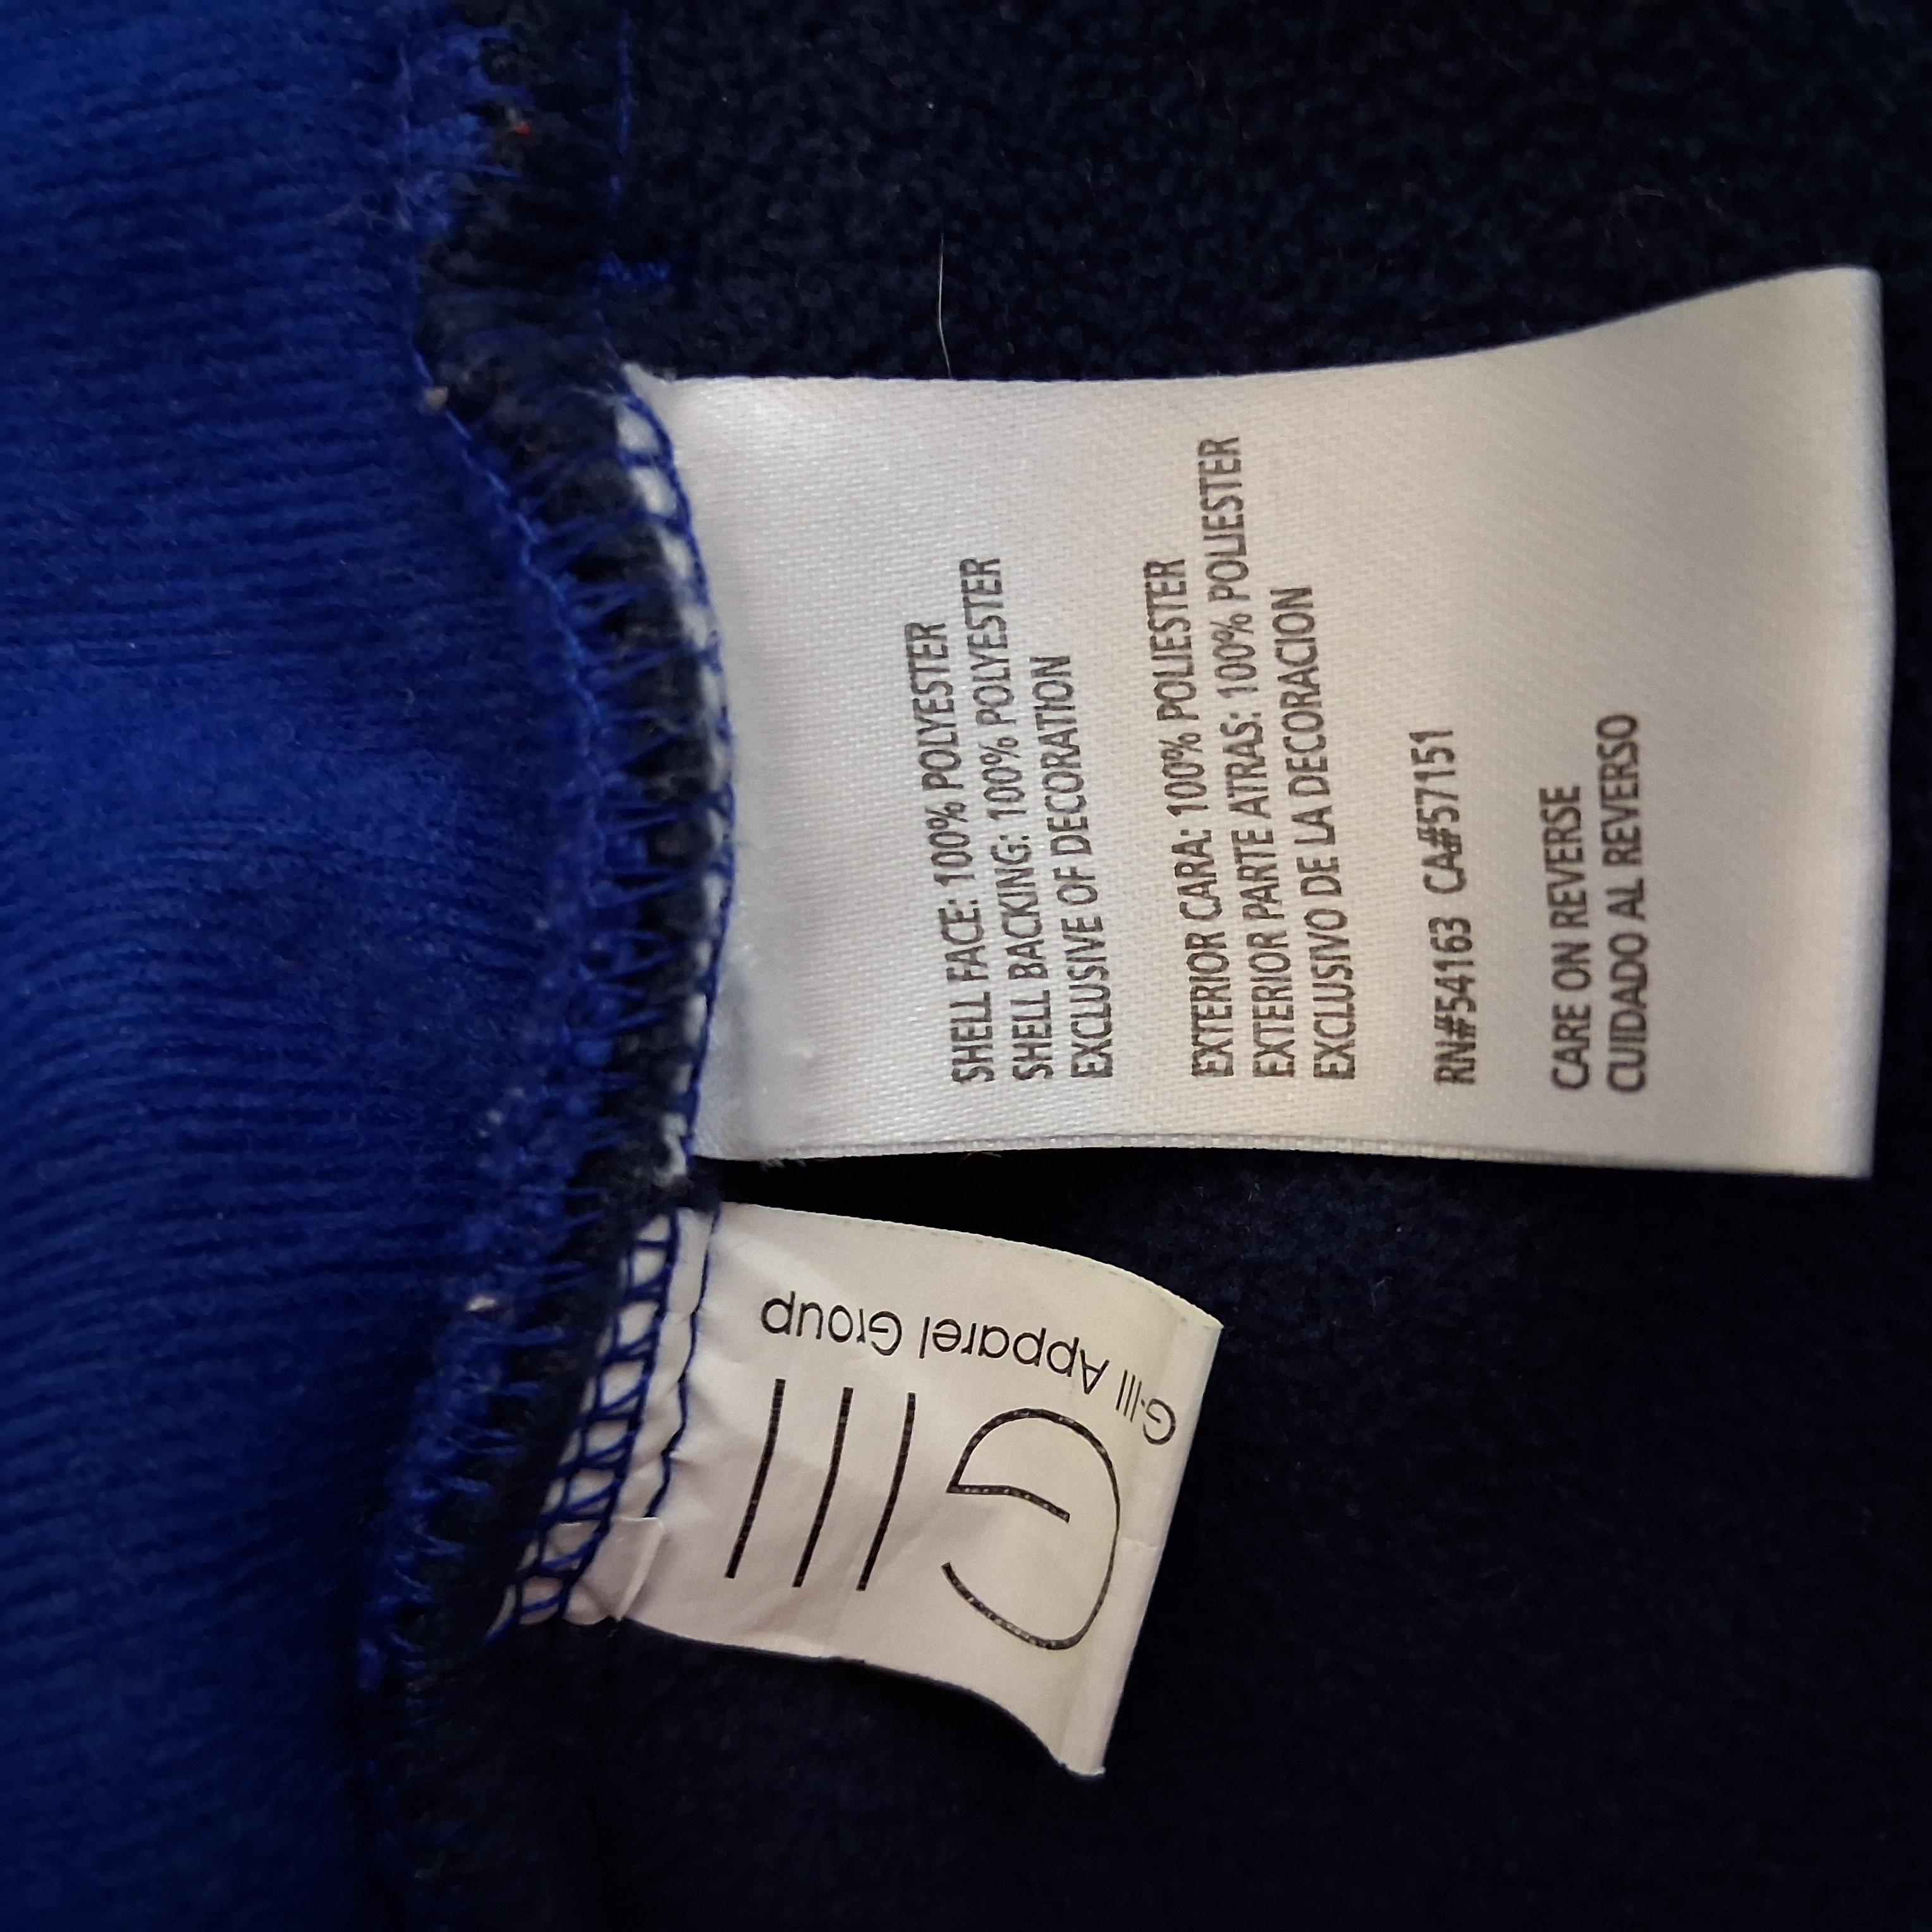 SHELL FACE: 100% POLYESTER
SHELL BACKING: 100% POLYESTER
EXCLUSIVE OF DECORATION
EXTERIOR CARA: 100% POLIESTER
EXTERIOR PARTE ATRAS: 100% POLIESTER
EXCLUSIVO DE LA DECORACION
RN#54163 CA#57151
CARE ON REVERSE
CUIDADO AL REVERSO
G-III Apparel Group
G III